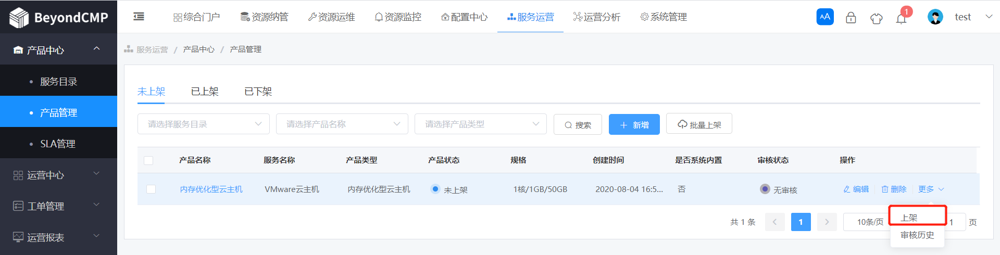 BeyondCMP
综合门户
资源纳管
资源运维
资源监控
配置中心
服务运营
运营分析
系统管理
AA
1
test
产品中心
服务目录
产品管理
SLA管理
运营中心
工单管理
运营报表
服务运营 / 产品中心 / 产品管理
未上架
已上架
已下架
请选择服务目录
请选择产品名称
请选择产品类型
搜索
新增
批量上架
产品名称 服务名称 产品类型 产品状态 规格 创建时间 是否系统内置 审核状态 操作
内存优化型云主机 VMware云主机 内存优化型云主机 未上架 1核/1GB/50GB 2020-08-04 16:5... 否 无审核 编辑 删除 更多
共 1 条 1 10条/页 1 页
上架
审核历史